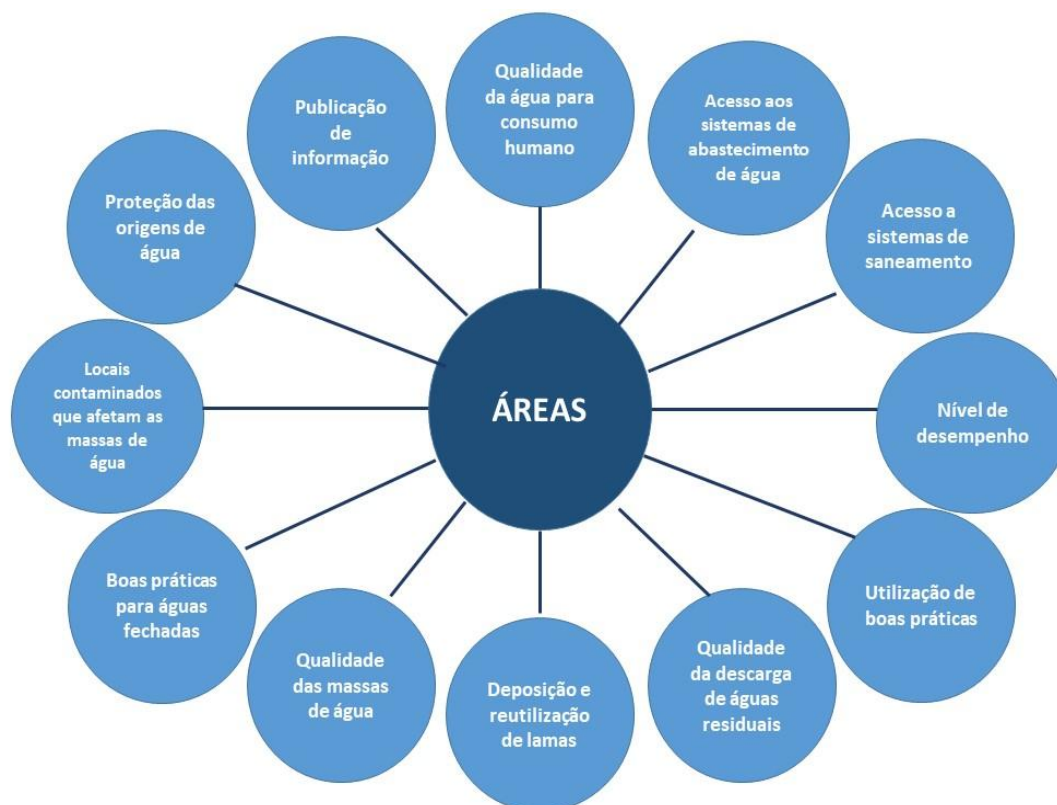 Qualidade
da água para
consumo
humano
Acesso aos
sistemas de
abastecimento
de água
Acesso a
sistemas de
saneamento
Nível de
desempenho
Utilização de
boas práticas
Qualidade
da descarga
de águas
residuais
Deposição e
reutilização
de lamas
Qualidade
das massas
de água
Boas práticas
para águas
fechadas
Locais
contaminados
que afetam as
massas de
água
Proteção das
origens de
água
Publicação
de
informação
ÁREAS